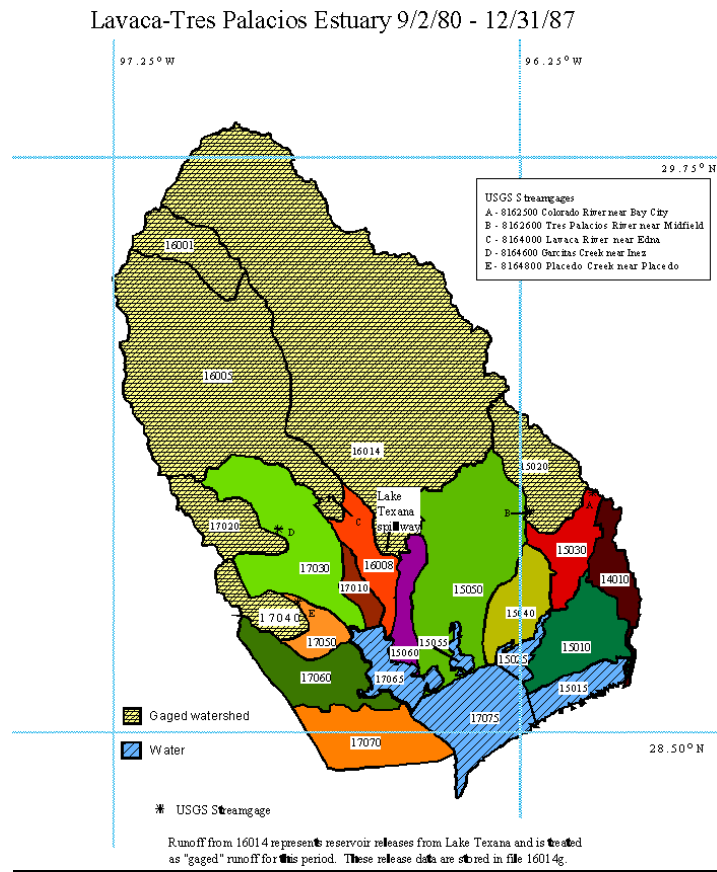 Lavaca-Tres Palacios Estuary 9/2/80 - 12/31/87
97.25° W
96.25° W
29.75° N
USGS Streamgages
A - 8162500 Colorado River near Bay City
B - 8162600 Tres Palacios River near Midfield
C - 8164000 Lavaca River near Edna
D - 8164600 Garcitas Creek near Inez
E - 8164800 Placedo Creek near Placedo
16001
16005
16014
15020
Lake
Texana
spillway
A
B
C
17020
D
15030
17030
16008
14010
17010
15050
15040
17040
E
17050
15055
15010
15060
15025
17060
17065
15015
17075
Gaged watershed
17070
28.50° N
Water
USGS Streamgage
Runoff from 16014 represents reservoir releases from Lake Texana and is treated
as "gaged" runoff for this period. These release data are stored in file 16014g.